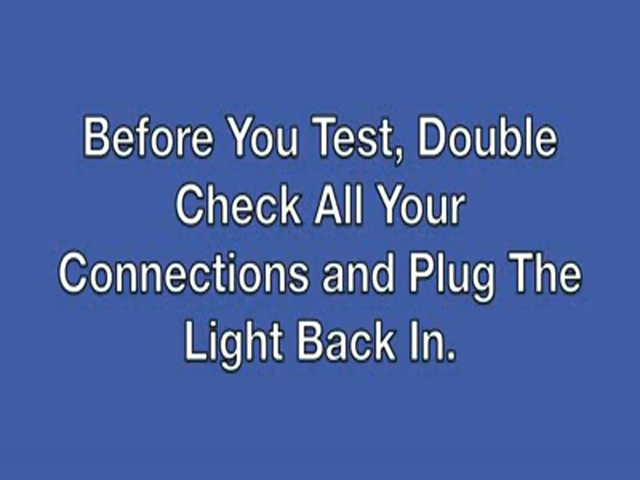 Before You Test, Double
Check All Your
Connections and Plug The
Light Back In.